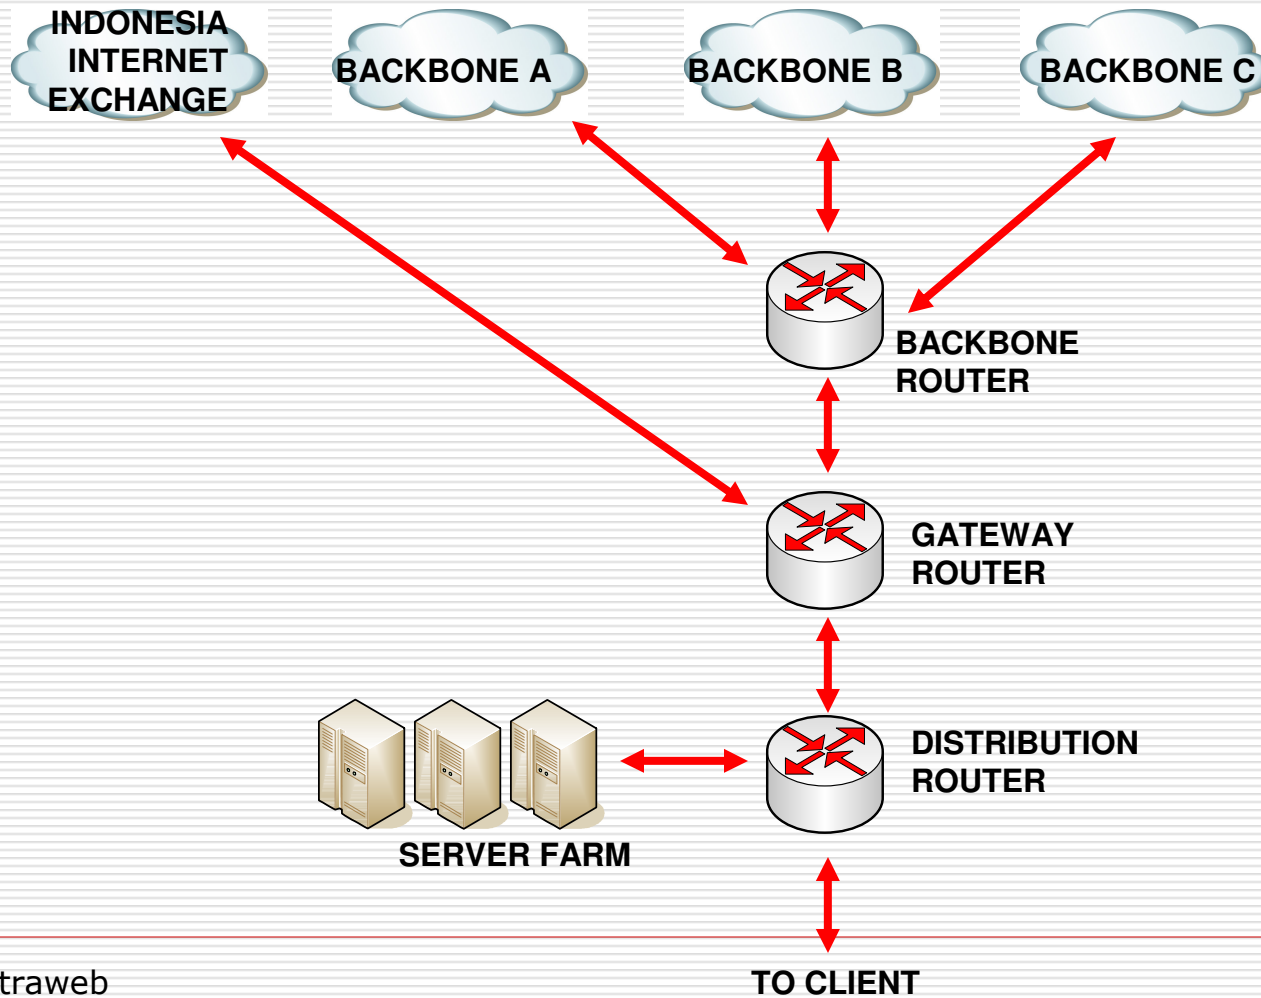 INDONESIA
INTERNET
EXCHANGE
BACKBONE A
BACKBONE B
BACKBONE C
BACKBONE
ROUTER
GATEWAY
ROUTER
DISTRIBUTION
ROUTER
SERVER FARM
traweb
TO CLIENT